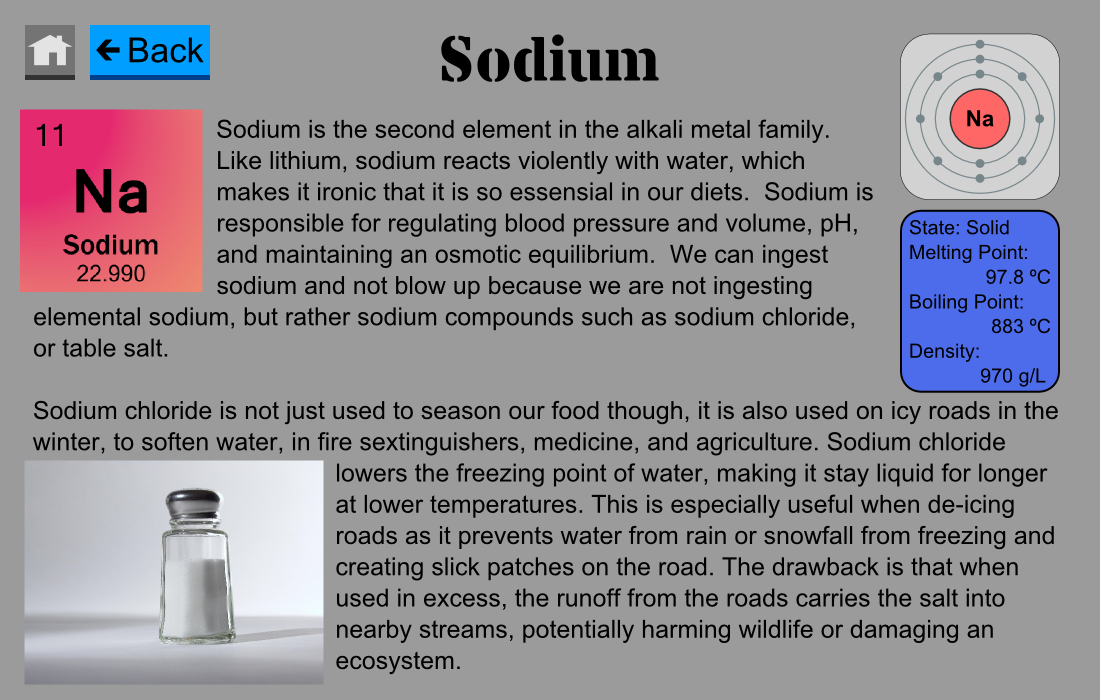 Back
Sodium
11
Na
Sodium
22.990
Na
State: Solid
Melting Point:
97.8 ºC
Boiling Point:
883 ºC
Density:
970 g/L
Sodium is the second element in the alkali metal family.
Like lithium, sodium reacts violently with water, which
makes it ironic that it is so essensial in our diets.  Sodium is
responsible for regulating blood pressure and volume, pH,
and maintaining an osmotic equilibrium.  We can ingest
sodium and not blow up because we are not ingesting
elemental sodium, but rather sodium compounds such as sodium chloride,
or table salt.
Sodium chloride is not just used to season our food though, it is also used on icy roads in the
winter, to soften water, in fire sextinguishers, medicine, and agriculture. Sodium chloride
lowers the freezing point of water, making it stay liquid for longer
at lower temperatures. This is especially useful when de-icing
roads as it prevents water from rain or snowfall from freezing and
creating slick patches on the road. The drawback is that when
used in excess, the runoff from the roads carries the salt into
nearby streams, potentially harming wildlife or damaging an
ecosystem.